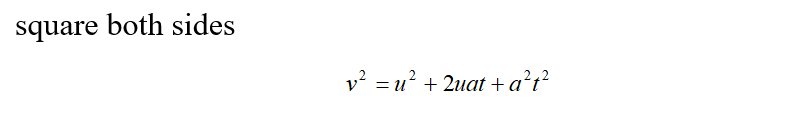 square both sides
v² = u² + 2uat + a²t²